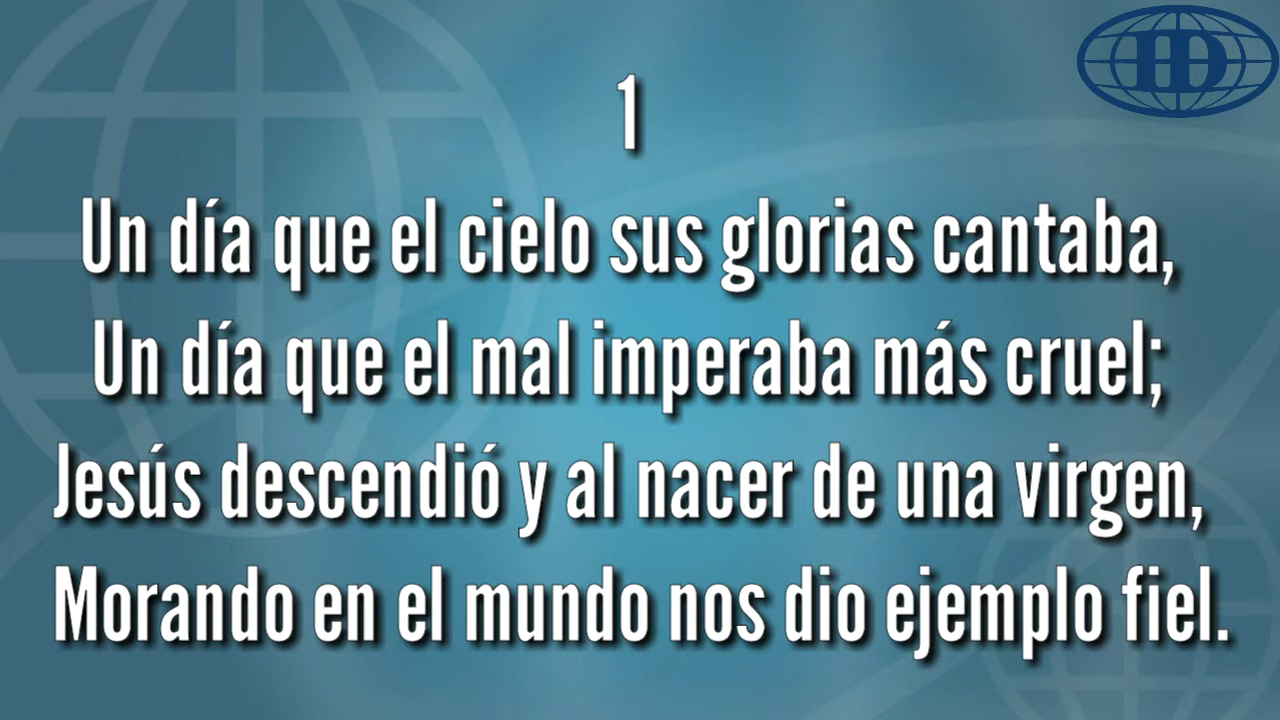 ID
1
Un día que el cielo sus glorias cantaba,
Un día que el mal imperaba más cruel;
Jesús descendió y al nacer de una virgen,
Morando en el mundo nos dio ejemplo fiel.